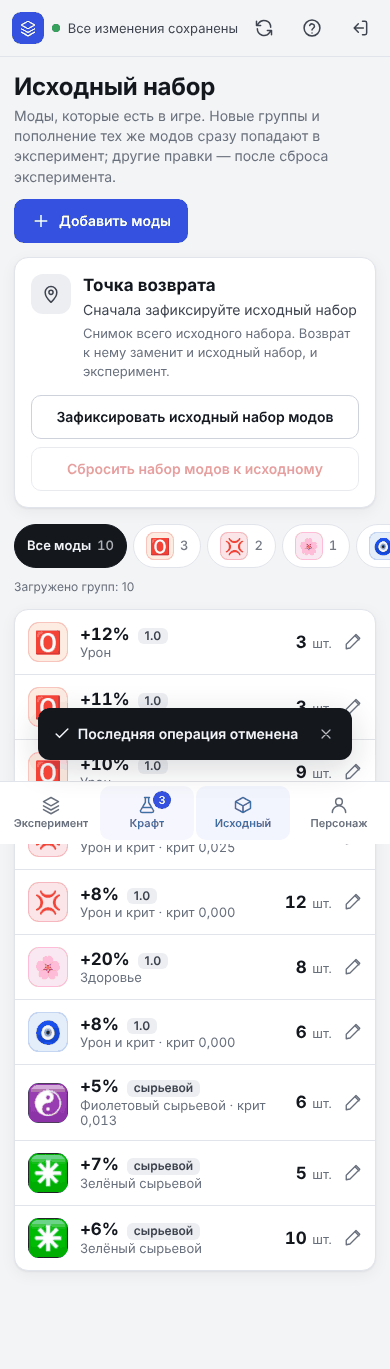 Все изменения сохранены
Исходный набор
Моды, которые есть в игре. Новые группы и
пополнение тех же модов сразу попадают в
эксперимент; другие правки — после сброса
эксперимента.
Добавить моды
Точка возврата
Сначала зафиксируйте исходный набор
Снимок всего исходного набора. Возврат
к нему заменит и исходный набор, и
эксперимент.
Зафиксировать исходный набор модов
Сбросить набор модов к исходному
Все моды 10
🅾️ 3
💢 2
🌸 1
🧿
Загружено групп: 10
+12% 1.0
Урон
3 шт.
+11% 1.0
3 шт.
Последняя операция отменена
+10% 1.0
Урон
9 шт.
Эксперимент
Крафт
3
Исходный
Персонаж
Урон и крит · крит 0,025
+8% 1.0
Урон и крит · крит 0,000
12 шт.
+20% 1.0
Здоровье
8 шт.
+8% 1.0
Урон и крит · крит 0,000
6 шт.
+5% сырьевой
Фиолетовый сырьевой · крит
0,013
6 шт.
+7% сырьевой
Зелёный сырьевой
5 шт.
+6% сырьевой
Зелёный сырьевой
10 шт.